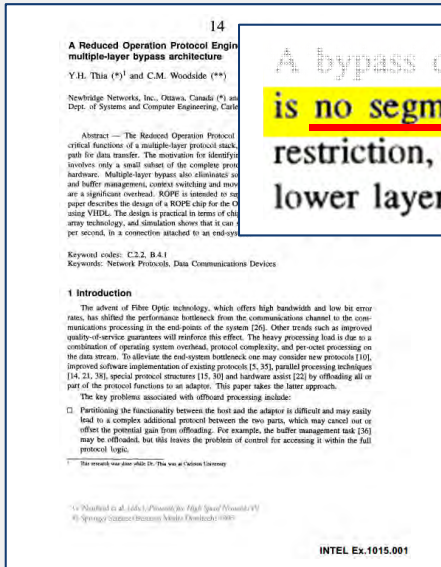 14
A Reduced Operation Protocol Engin
multiple-layer bypass architecture
Y.H. Thia (*)1 and C.M. Woodside (**)
Newbridge Networks, Inc., Ottawa, Canada (*) an
Dept. of Systems and Computer Engineering, Carle
Abstract — The Reduced Operation Protocol
critical functions of a multiple-layer protocol stack,
path for data transfer. The motivation for identifyin
involves only a small subset of the complete proto
hardware. Multiple-layer bypass also eliminates so
and buffer management, context switching and mov
are a significant overhead. ROPE is intended to su
paper describes the design of a ROPE chip for the O
using VHDL. The design is practical in terms of chip
array technology, and simulation shows that it can s
per second, in a connection attached to an end-sys
A bypass
is no segm
restriction,
lower layer
Keyword codes: C.2.2, B.4.1
Keywords: Network Protocols, Data Communications Devices
1 Introduction
The advent of Fibre Optic technology, which offers high bandwidth and low bit error
rates, has shifted the performance bottleneck from the communications channel to the com-
munications processing in the end-points of the system [26]. Other trends such as improved
quality-of-service guarantees will reinforce this effect. The heavy processing load is due to a
combination of operating system overhead, protocol complexity, and per-octet processing on
the data stream. To alleviate the end-system bottleneck one may consider new protocols [10],
improved software implementation of existing protocols [5, 35], parallel processing techniques
[14, 21, 38], special protocol structures [15, 30] and hardware assist [22] by offloading all or
part of the protocol functions to an adaptor. This paper takes the latter approach.
The key problems associated with offboard processing include:
□ Partitioning the functionality between the host and the adaptor is difficult and may easily
lead to a complex additional protocol between the two parts, which may cancel out or
offset the potential gain from offloading. For example, the buffer management task [36]
may be offloaded, but this leaves the problem of control for accessing it within the full
protocol logic.
1 This research was done while Dr. Thia was at Carleton University
INTEL Ex.1015.001